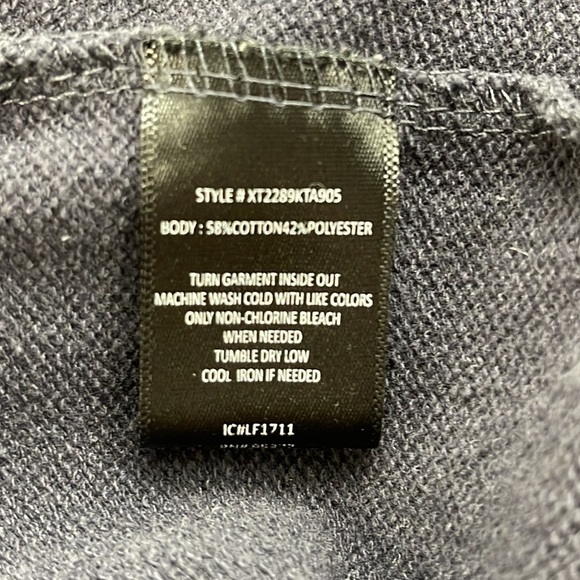 STYLE # XT2289KTA905
BODY : 58%COTTON42%POLYESTER
TURN GARMENT INSIDE OUT
MACHINE WASH COLD WITH LIKE COLORS
ONLY NON-CHLORINE BLEACH
WHEN NEEDED
TUMBLE DRY LOW
COOL IRON IF NEEDED
IC#LF1711